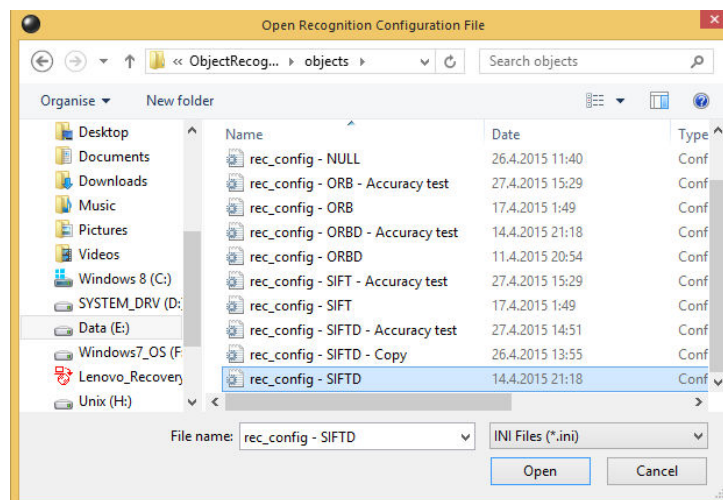 Open Recognition Configuration File
« ObjectRecog... objects
Search objects
Organise
New folder
Name Date Type
Desktop
Documents
Downloads
Music
Pictures
Videos
Windows 8 (C:)
SYSTEM_DRV (D:
Data (E:)
Windows7_OS (F:
Lenovo_Recovery
Unix (H:)
rec_config - NULL 26.4.2015 11:40 Conf
rec_config - ORB - Accuracy test 27.4.2015 15:29 Conf
rec_config - ORB 17.4.2015 1:49 Conf
rec_config - ORBD - Accuracy test 14.4.2015 21:18 Conf
rec_config - ORBD 11.4.2015 20:54 Conf
rec_config - SIFT - Accuracy test 27.4.2015 15:29 Conf
rec_config - SIFT 17.4.2015 1:49 Conf
rec_config - SIFTD - Accuracy test 27.4.2015 14:51 Conf
rec_config - SIFTD - Copy 26.4.2015 13:55 Conf
rec_config - SIFTD 14.4.2015 21:18 Conf
File name: rec_config - SIFTD
INI Files (*.ini)
Open
Cancel